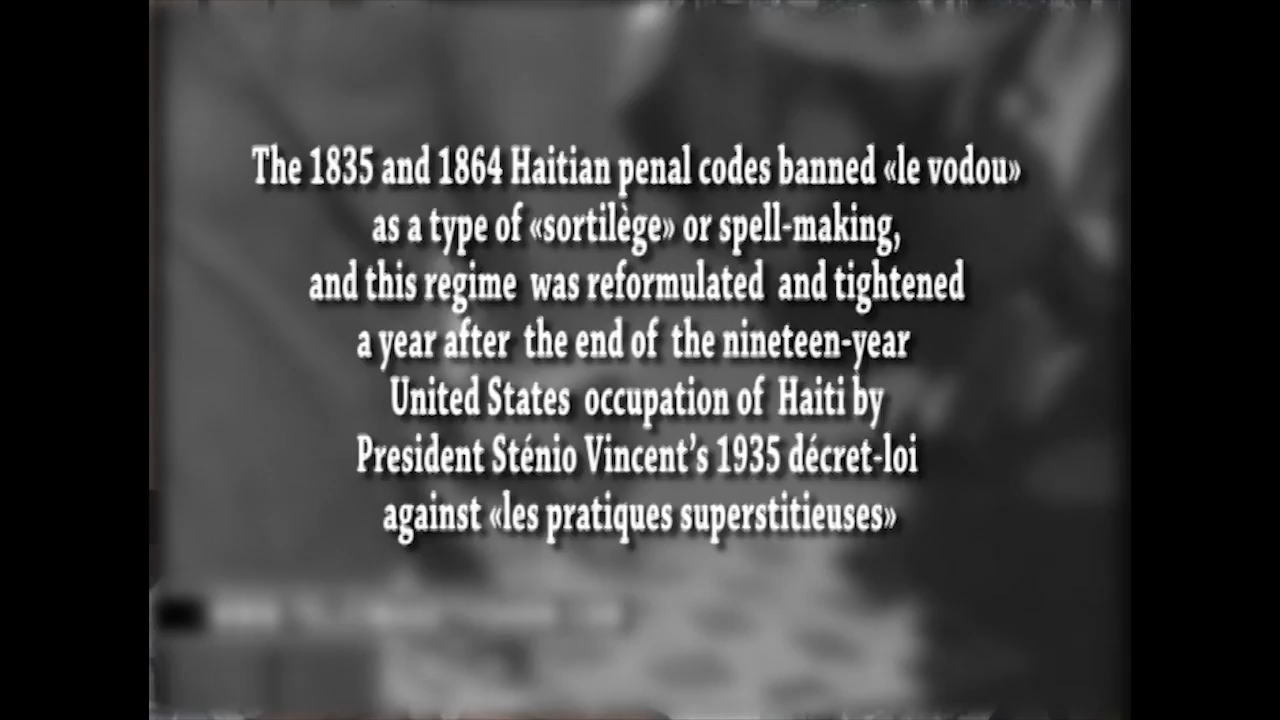 The 1835 and 1864 Haitian penal codes banned «le vodou»
as a type of «sortilège» or spell-making,
and this regime was reformulated and tightened
a year after the end of the nineteen-year
United States occupation of Haiti by
President Sténio Vincent’s 1935 décret-loi
against «les pratiques superstitieuses»